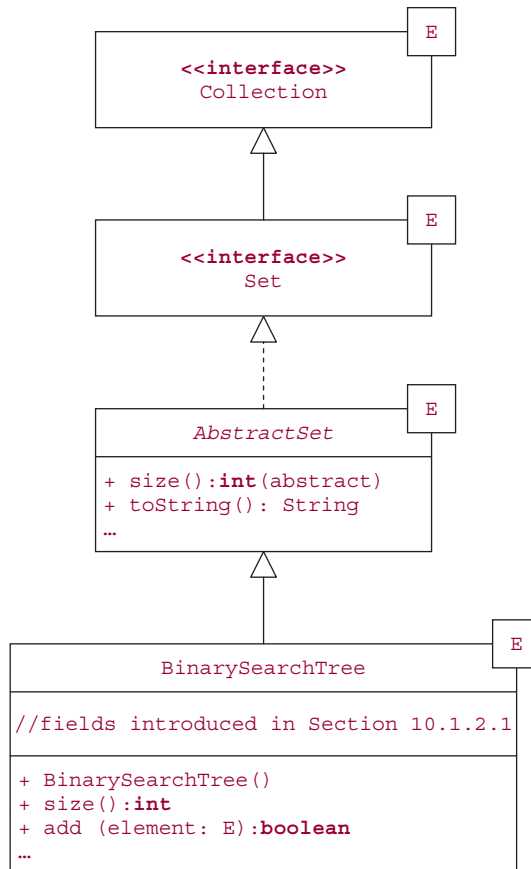 E
<<interface>>
Collection
E
<<interface>>
Set
E
AbstractSet
+ size():int(abstract)
+ toString(): String
…
E
BinarySearchTree
//fields introduced in Section 10.1.2.1
+ BinarySearchTree()
+ size():int
+ add (element: E):boolean
…